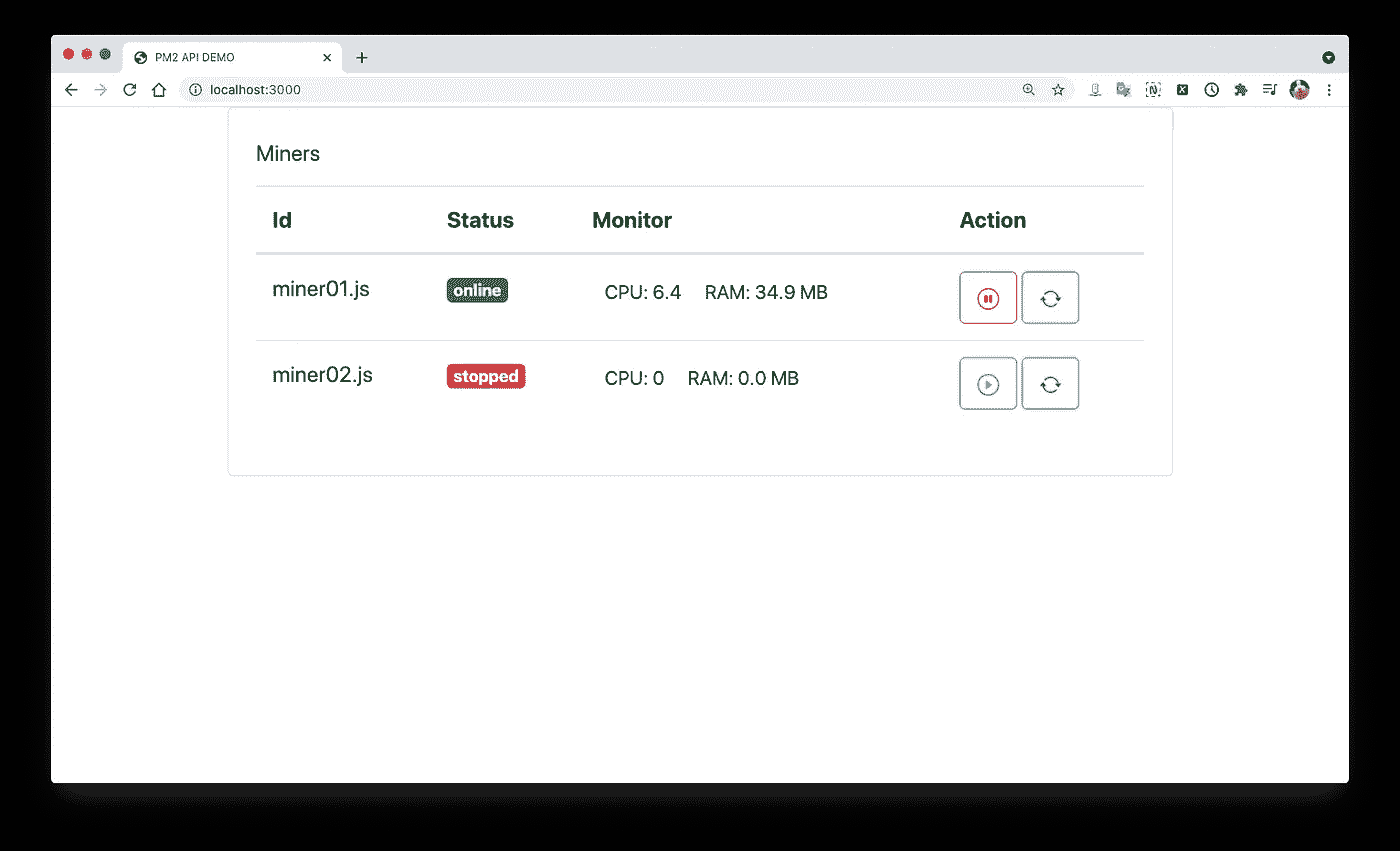 PM2 API DEMO
localhost:3000
Miners
Id Status Monitor Action
miner01.js online CPU: 6.4 RAM: 34.9 MB
miner02.js stopped CPU: 0 RAM: 0.0 MB